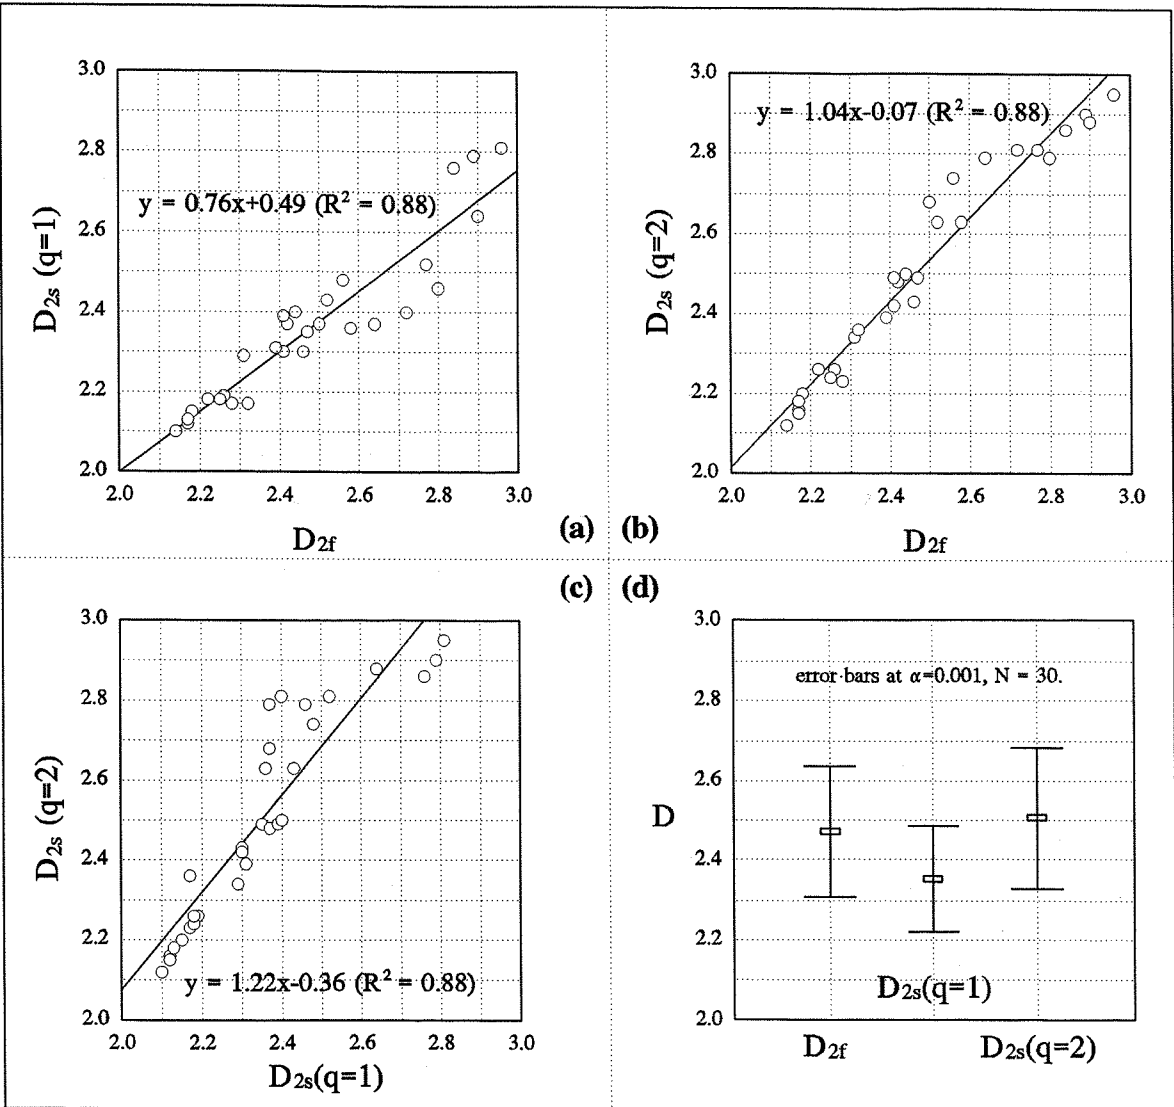 3.0
2.8
2.6
2.4
2.2
2.0
D2s (q=1)
y = 0.76x+0.49 (R² = 0.88)
2.0 2.2 2.4 2.6 2.8 3.0
D2f
(a)
3.0
2.8
2.6
2.4
2.2
2.0
D2s (q=2)
y = 1.04x-0.07 (R² = 0.88)
2.0 2.2 2.4 2.6 2.8 3.0
D2f
(b)
(c)
3.0
2.8
2.6
2.4
2.2
2.0
D2s (q=2)
y = 1.22x-0.36 (R² = 0.88)
2.0 2.2 2.4 2.6 2.8 3.0
D2s(q=1)
(d)
3.0
2.8
2.6
2.4
2.2
2.0
D
error bars at α=0.001, N = 30.
D2s(q=1)
D2f D2s(q=2)